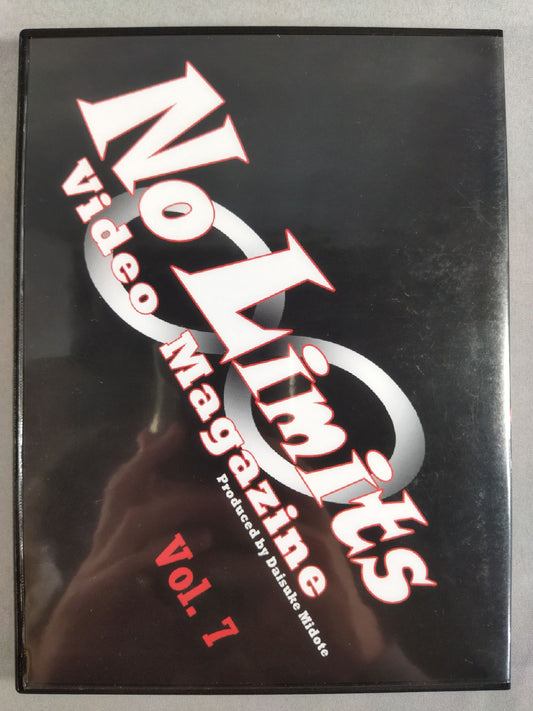 No Limits
Video Magazine
Produced by Daisuke Midote
Vol. 7